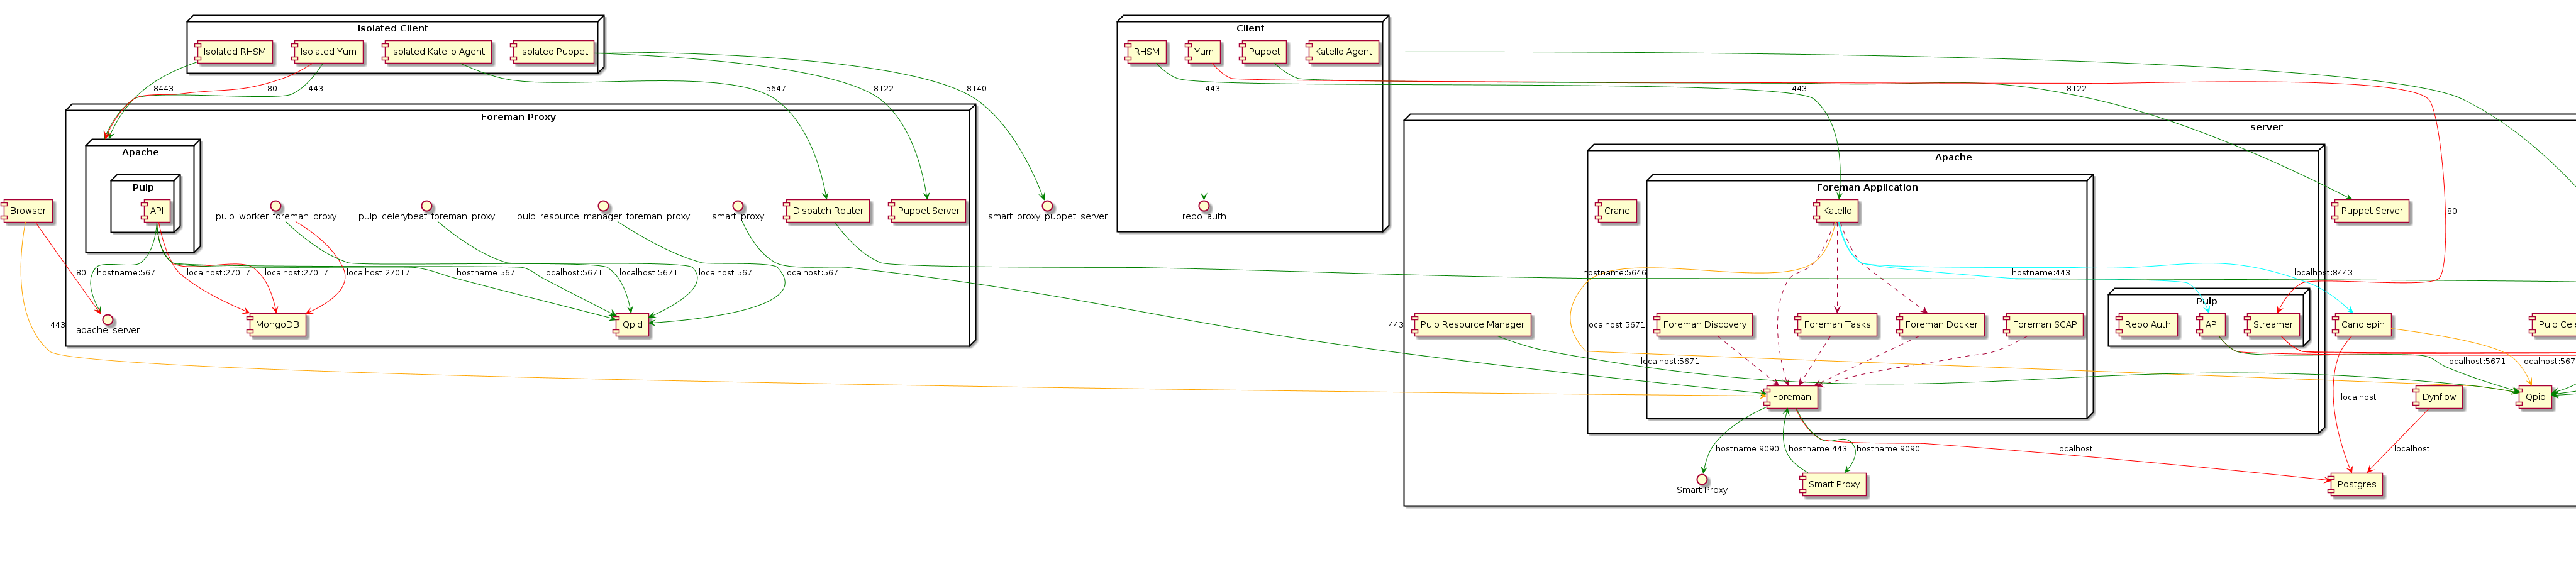 Isolated Client
Isolated RHSM
Isolated Yum
Isolated Katello Agent
Isolated Puppet
Client
RHSM
Yum
Puppet
Katello Agent
8443
80
443
5647
8122
8140
443
443
8122
Foreman Proxy
server
Apache
Apache
Pulp
Foreman Application
Browser
API
pulp_worker_foreman_proxy
pulp_celerybeat_foreman_proxy
pulp_resource_manager_foreman_proxy
smart_proxy
Dispatch Router
Puppet Server
smart_proxy_puppet_server
repo_auth
Crane
Katello
Puppet Server
80
80
hostname:5671
localhost:27017
localhost:27017
localhost:27017
hostname:5671
localhost:5671
localhost:5671
localhost:5671
localhost:5671
hostname:5646
hostname:443
localhost:8443
Pulp
443
apache_server
MongoDB
Qpid
443
Pulp Resource Manager
localhost:5671
Foreman Discovery
Foreman Tasks
Foreman Docker
Foreman SCAP
Repo Auth
API
Streamer
Candlepin
Pulp Cele
localhost:5671
localhost:5671
localhost:567
Foreman
localhost
Dynflow
Qpid
hostname:9090
hostname:443
hostname:9090
localhost
localhost
Smart Proxy
Smart Proxy
Postgres